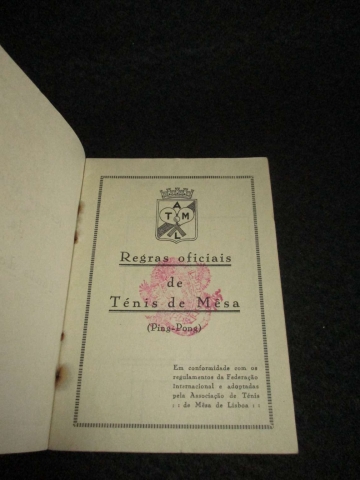 A
T M
L
Regras oficiais
de
Ténis de Mêsa
(Ping-Pong)
Em conformidade com os
regulamentos da Federação
Internacional e adaptadas
pela Associação de Ténis
: : de Mêsa de Lisboa : :